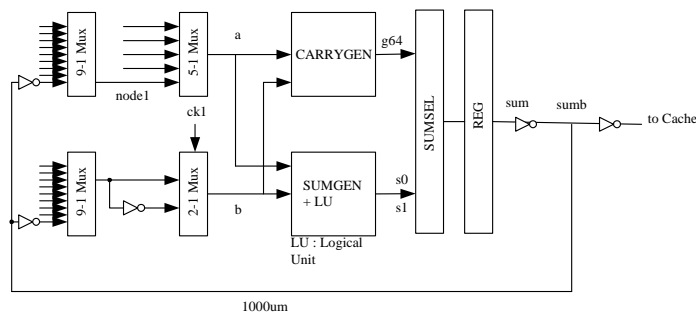 9-1 Mux
node1
5-1 Mux
a
CARRYGEN
g64
SUMSEL
REG
sum
sumb
to Cache
ck1
9-1 Mux
2-1 Mux
b
SUMGEN
+ LU
s0
s1
LU : Logical
Unit
1000um